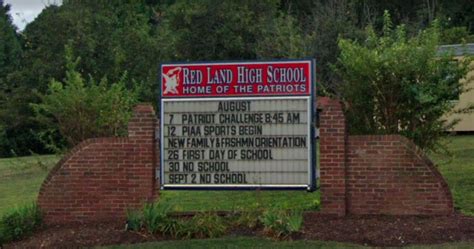 RED LAND HIGH SCHOOL
HOME OF THE PATRIOTS
AUGUST
7 PATRIOT CHALLENGE 8:45 AM
12 PIAA SPORTS BEGIN
NEW FAMILY & FRSHMN ORIENTATION
26 FIRST DAY OF SCHOOL
30 NO SCHOOL
SEPT 2 NO SCHOOL